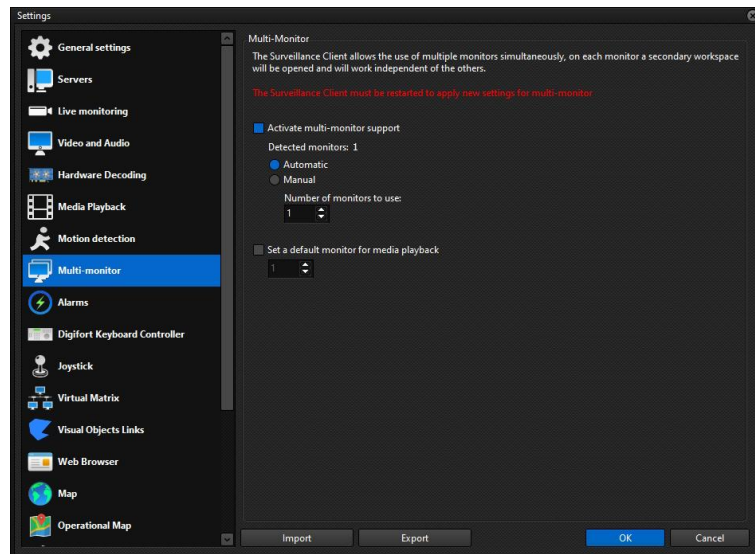 Settings
General settings
Servers
Live monitoring
Video and Audio
Hardware Decoding
Media Playback
Motion detection
Multi-monitor
Alarms
Digifort Keyboard Controller
Joystick
Virtual Matrix
Visual Objects Links
Web Browser
Map
Operational Map
Multi-Monitor
The Surveillance Client allows the use of multiple monitors simultaneously, on each monitor a secondary workspace
will be opened and will work independent of the others.
The Surveillance Client must be restarted to apply new settings for multi-monitor
Activate multi-monitor support
Detected monitors: 1
Automatic
Manual
Number of monitors to use:
1
Set a default monitor for media playback
1
Import Export OK Cancel